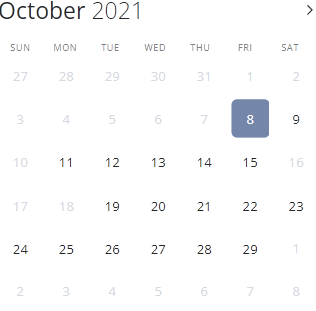 October 2021
SUN MON TUE WED THU FRI SAT
27 28 29 30 31 1 2
3 4 5 6 7 8 9
10 11 12 13 14 15 16
17 18 19 20 21 22 23
24 25 26 27 28 29 1
2 3 4 5 6 7 8